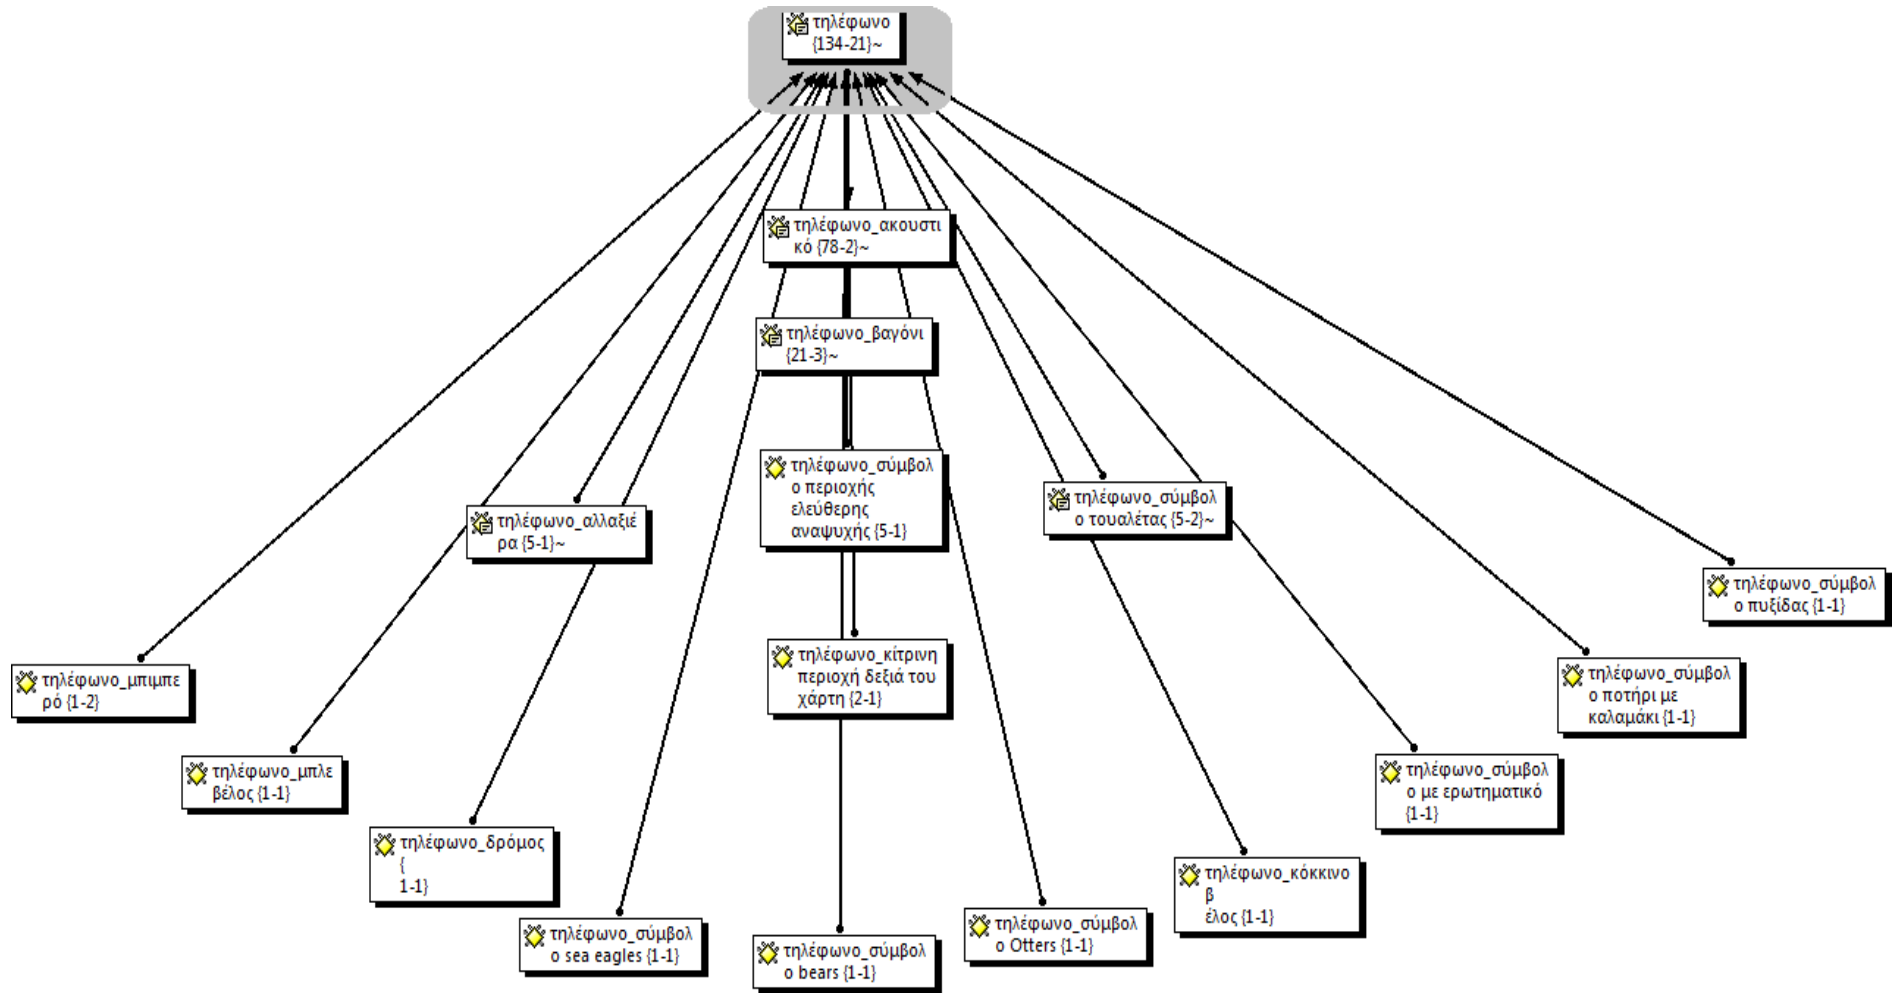 τηλέφωνο
{134-21}~
τηλέφωνο_ακουστι
κό {78-2}~
τηλέφωνο_βαγόνι
{21-3}~
τηλέφωνο_σύμβολ
ο περιοχής
ελεύθερης
αναψυχής {5-1}
τηλέφωνο_σύμβολ
ο τουαλέτας {5-2}~
τηλέφωνο_αλλαξιέ
ρα {5-1}~
τηλέφωνο_σύμβολ
ο πυξίδας {1-1}
τηλέφωνο_κίτρινη
περιοχή δεξιά του
χάρτη {2-1}
τηλέφωνο_σύμβολ
ο ποτήρι με
καλαμάκι {1-1}
τηλέφωνο_μπιμπε
ρό {1-2}
τηλέφωνο_μπλε
βέλος {1-1}
τηλέφωνο_σύμβολ
ο με ερωτηματικό
{1-1}
τηλέφωνο_δρόμος
{
1-1}
τηλέφωνο_κόκκινο
β
έλος {1-1}
τηλέφωνο_σύμβολ
ο sea eagles {1-1}
τηλέφωνο_σύμβολ
ο bears {1-1}
τηλέφωνο_σύμβολ
ο Otters {1-1}